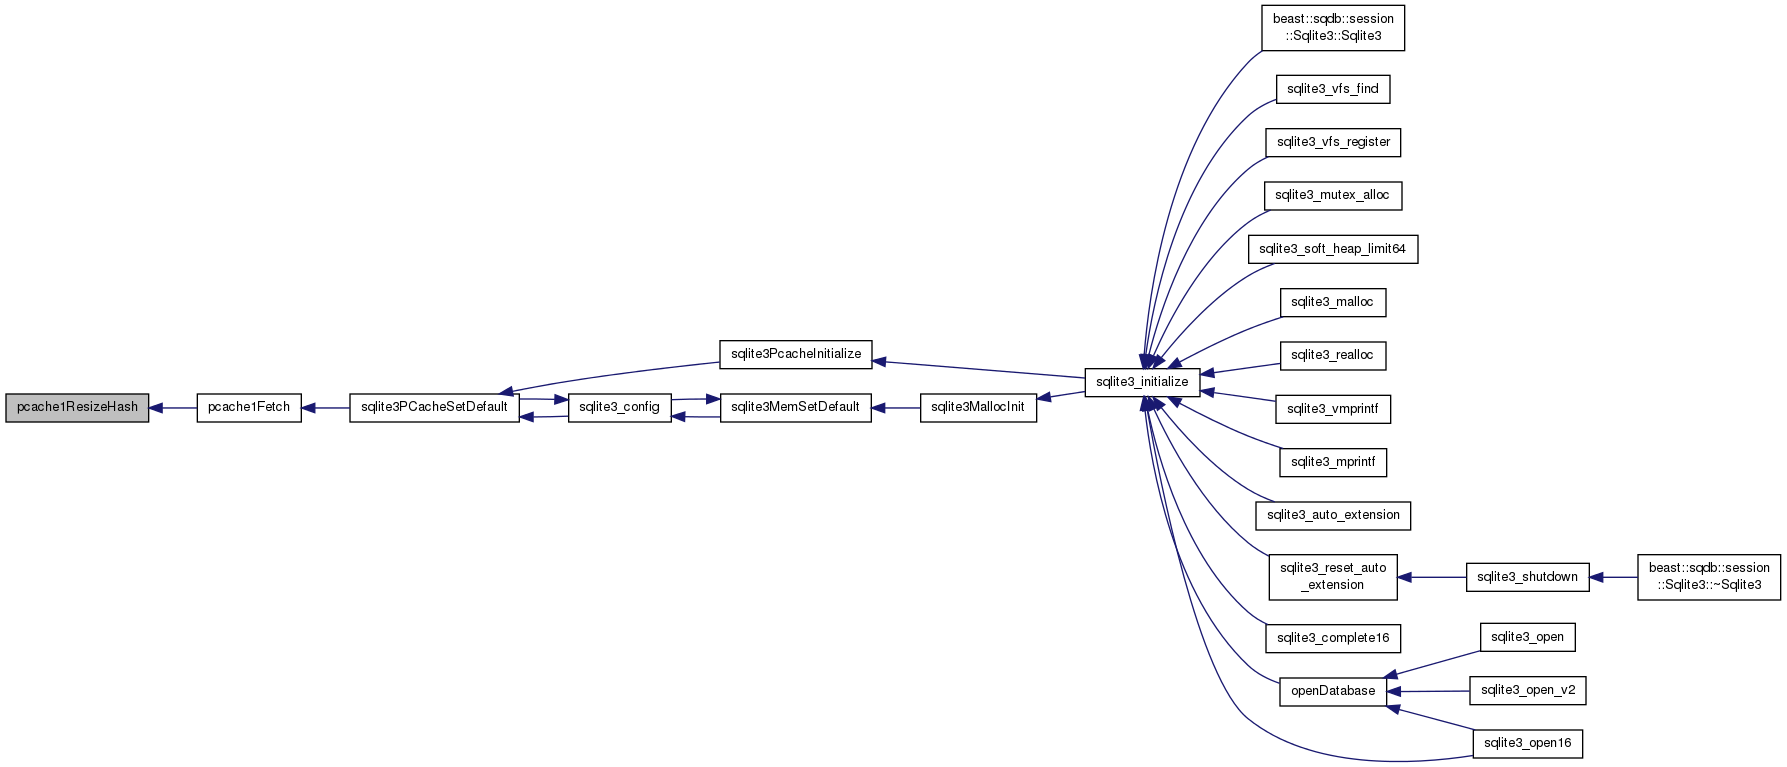 beast::sqdb::session
::Sqlite3::Sqlite3
sqlite3_vfs_find
sqlite3_vfs_register
sqlite3_mutex_alloc
sqlite3_soft_heap_limit64
sqlite3_malloc
sqlite3PcacheInitialize
sqlite3_realloc
sqlite3_initialize
pcache1ResizeHash
pcache1Fetch
sqlite3PCacheSetDefault
sqlite3_config
sqlite3MemSetDefault
sqlite3MallocInit
sqlite3_vmprintf
sqlite3_mprintf
sqlite3_auto_extension
sqlite3_reset_auto
_extension
sqlite3_shutdown
beast::sqdb::session
::Sqlite3::~Sqlite3
sqlite3_complete16
sqlite3_open
openDatabase
sqlite3_open_v2
sqlite3_open16